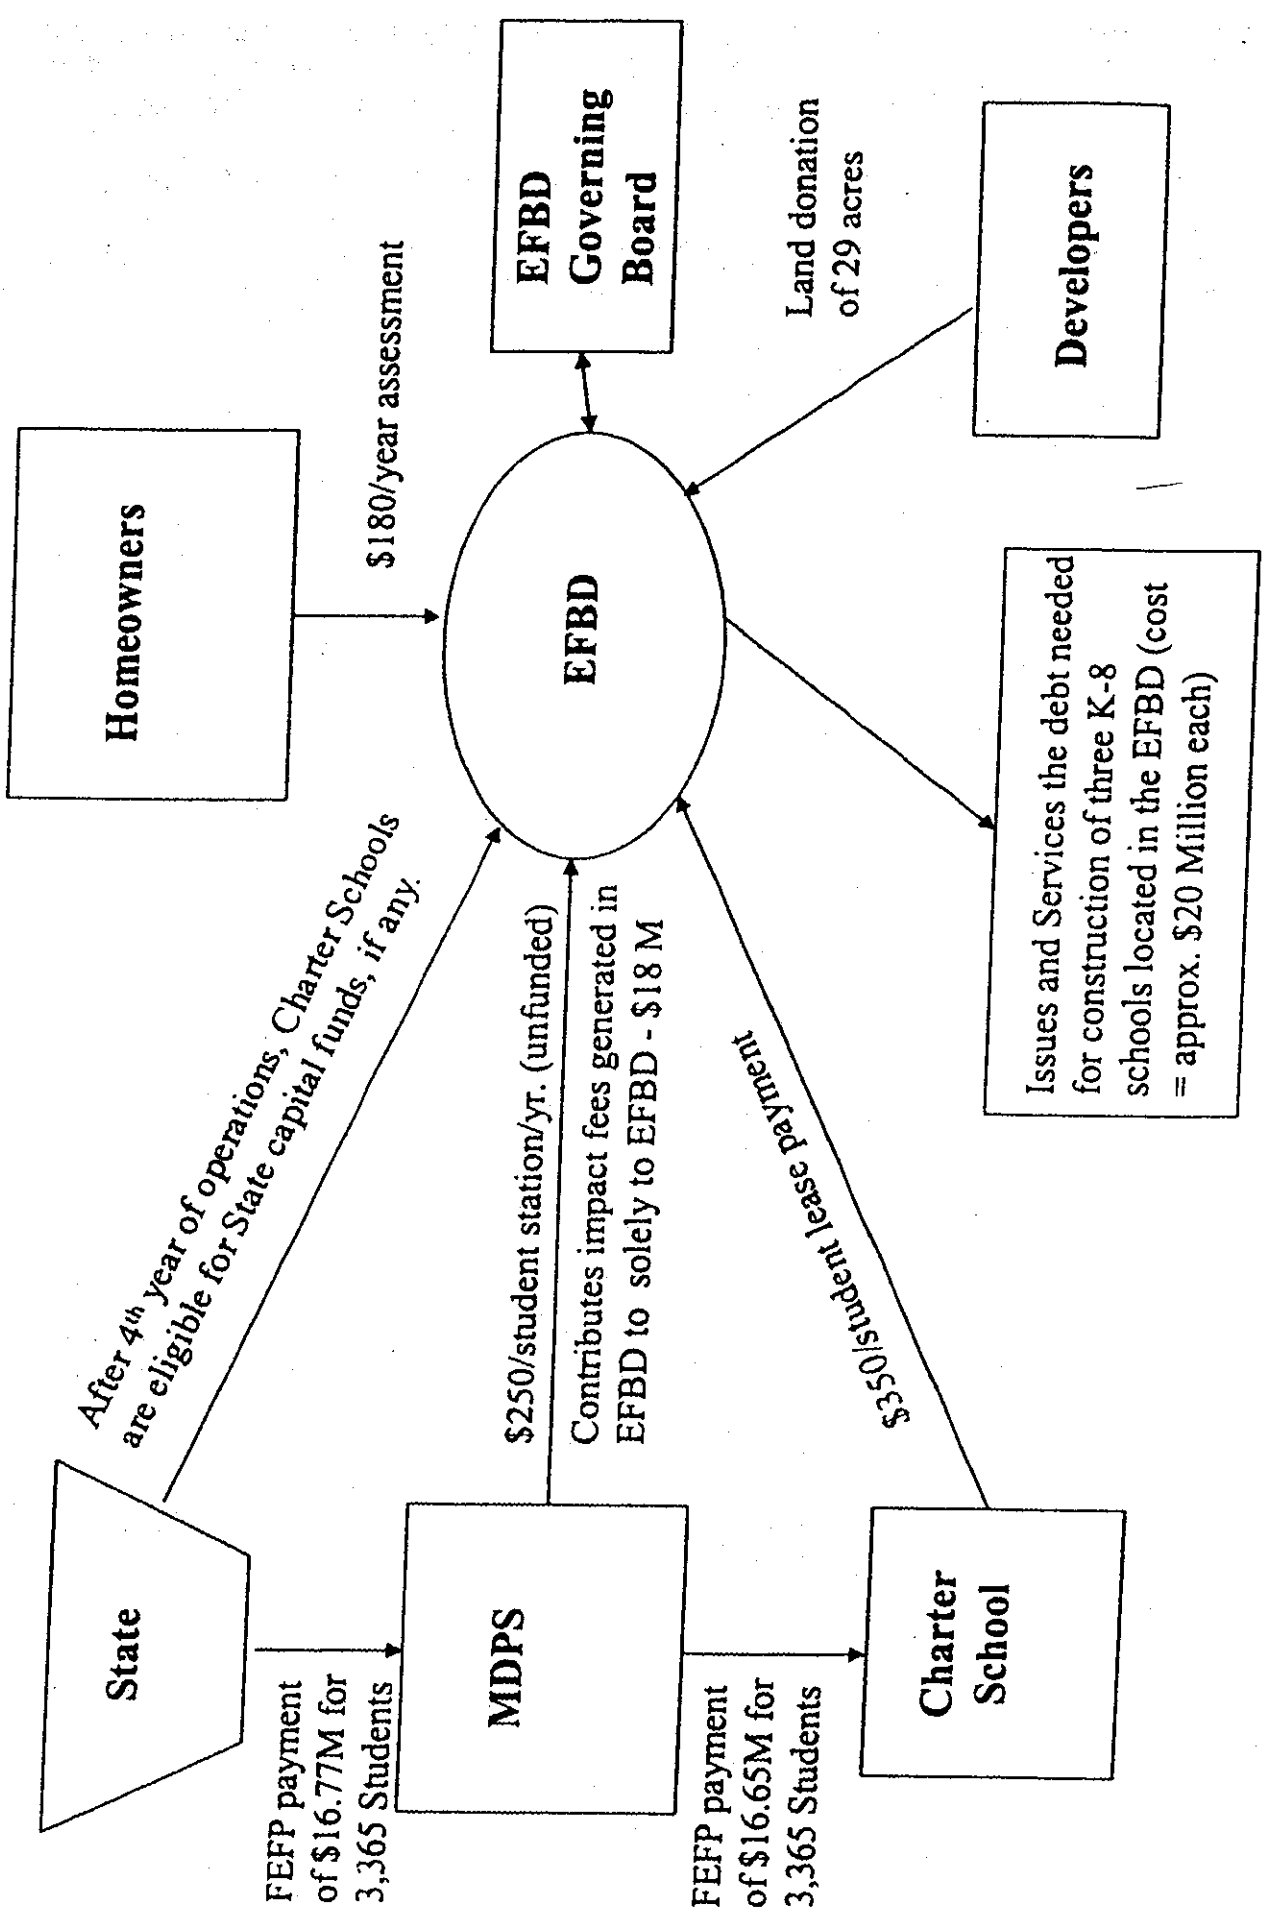 State
FEFP payment
of $16.77M for
3,365 Students
MDPS
FEFP payment
of $16.65M for
3,365 Students
Charter
School
After 4th year of operations, Charter Schools
are eligible for State capital funds, if any.
$250/student station/yr. (unfunded)
Contributes impact fees generated in
EFBD to solely to EFBD - $18 M
$350/student lease payment
Homeowners
$180/year assessment
EFBD
EFBD
Governing
Board
Land donation
of 29 acres
Developers
Issues and Services the debt needed
for construction of three K-8
schools located in the EFBD (cost
= approx. $20 Million each)